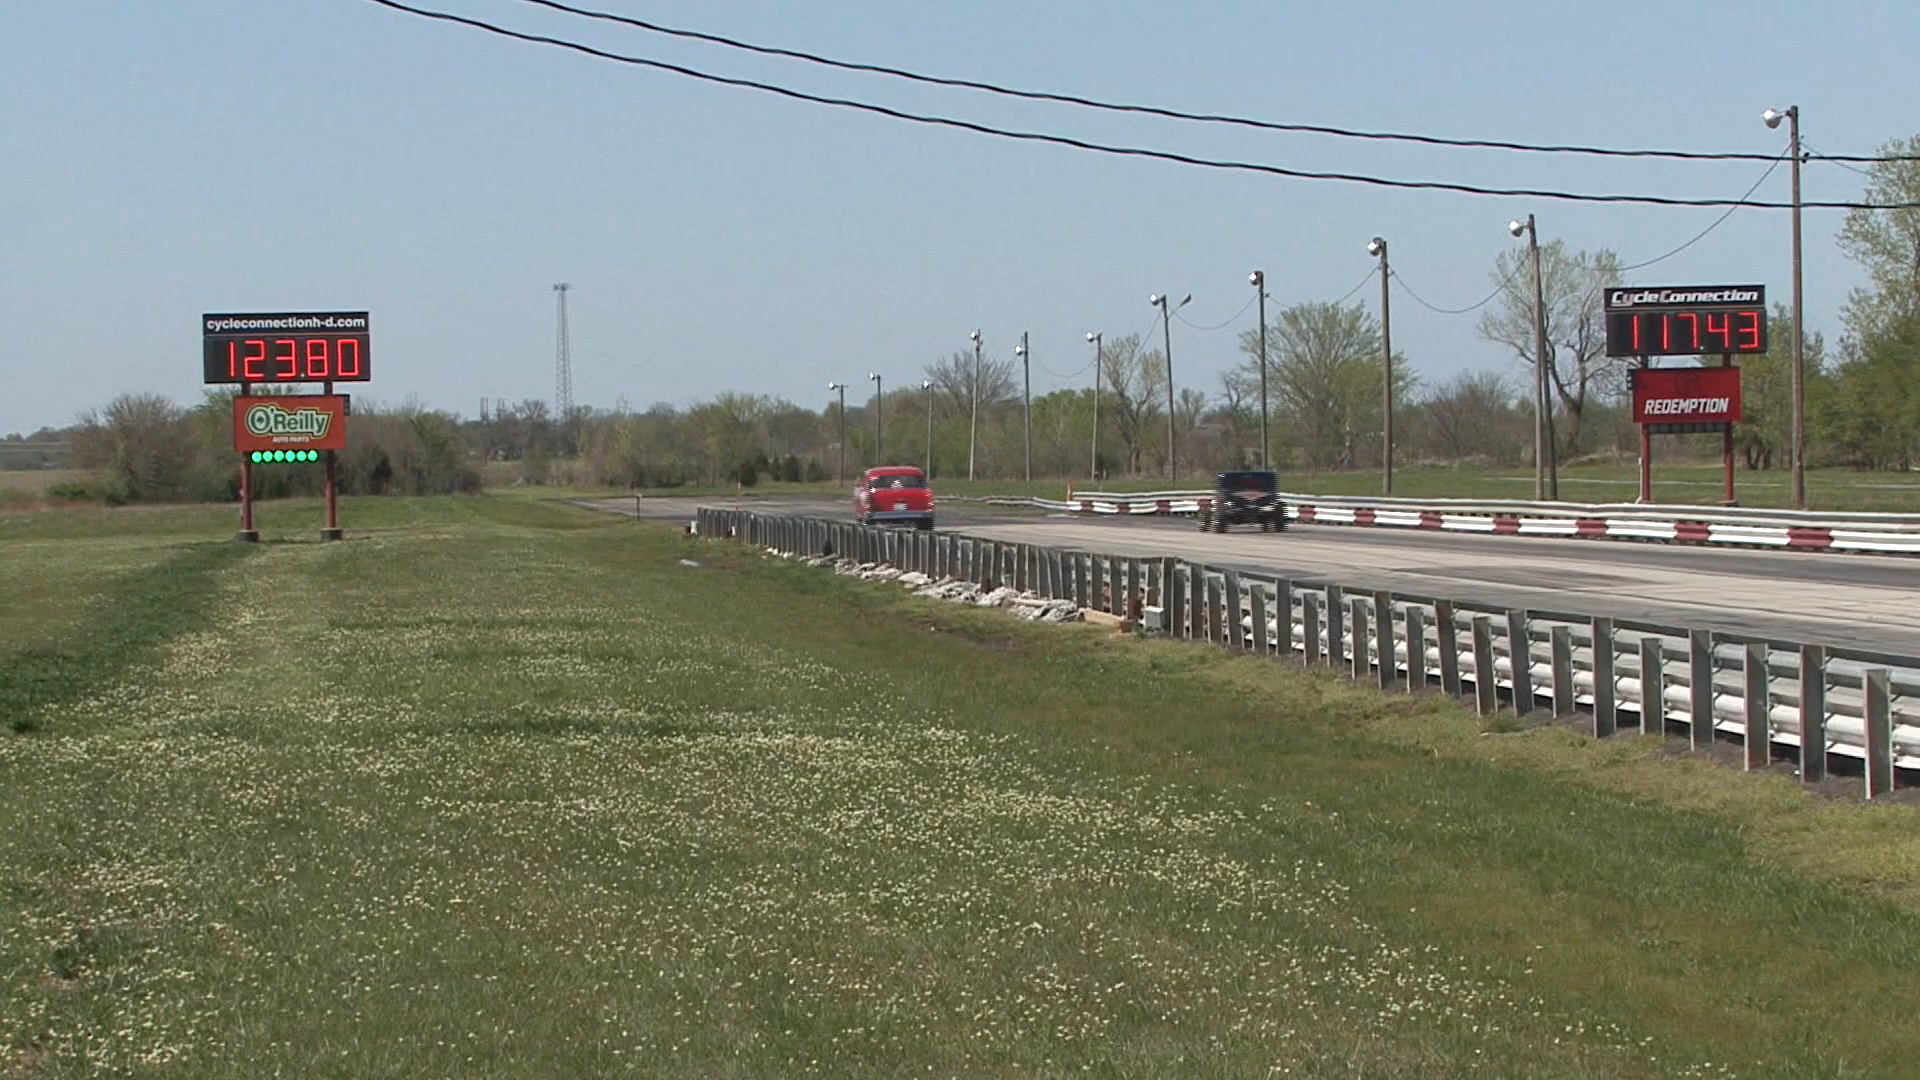 cycleconnectionh-d.com
123.80
O'Reilly
AUTO PARTS
CycleConnection
117.43
REDEMPTION